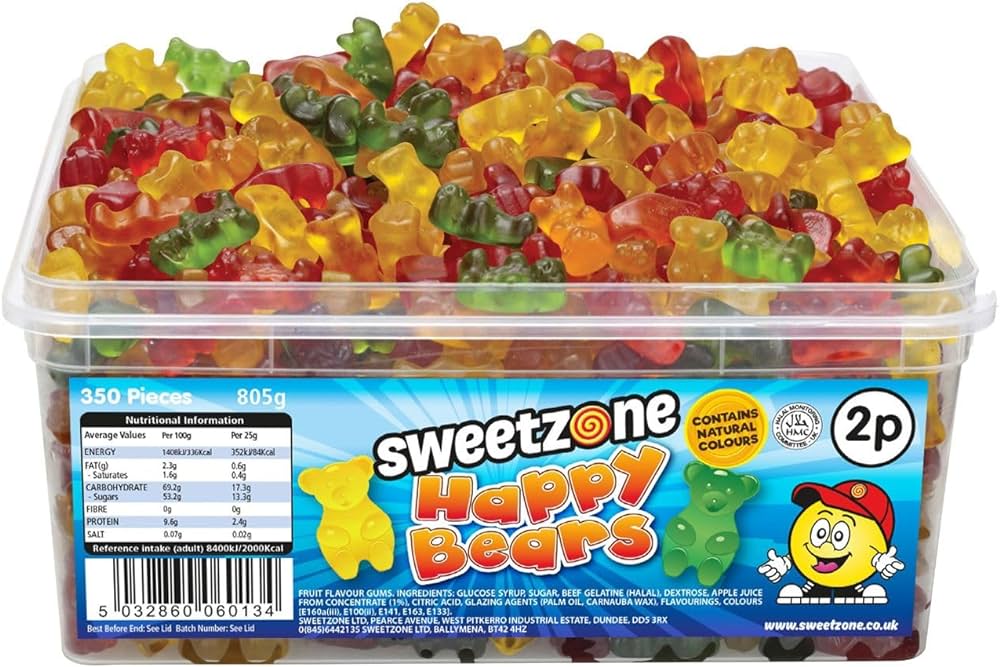 350 Pieces 805g
Nutritional Information
Average Values Per 100g Per 25g
ENERGY 1408kJ/336Kcal 352kJ/84Kcal
FAT(g) 2.3g 0.6g
- Saturates 1.6g 0.4g
CARBOHYDRATE 69.2g 17.3g
- Sugars 53.2g 13.3g
FIBRE 0g 0g
PROTEIN 9.6g 2.4g
SALT 0.07g 0.02g
Reference intake (adult) 8400kJ/2000Kcal
5 032860 060134
Best Before End: See Lid Batch Number: See Lid
sweetzone
Happy
Bears
CONTAINS
NATURAL
COLOURS
HALAL MONITORING
HMC
COMMITTEE - UK
2p
FRUIT FLAVOUR GUMS. INGREDIENTS: GLUCOSE SYRUP, SUGAR, BEEF GELATINE (HALAL), DEXTROSE, APPLE JUICE
FROM CONCENTRATE (1%), CITRIC ACID, GLAZING AGENTS (PALM OIL, CARNAUBA WAX), FLAVOURINGS, COLOURS
[E160a(iii), E100(ii), E141, E163, E133].
SWEETZONE LTD, PEARCE AVENUE, WEST PITKERRO INDUSTRIAL ESTATE, DUNDEE, DD5 3RX
0(845)6442135 SWEETZONE LTD, BALLYMENA, BT42 4HZ
www.sweetzone.co.uk